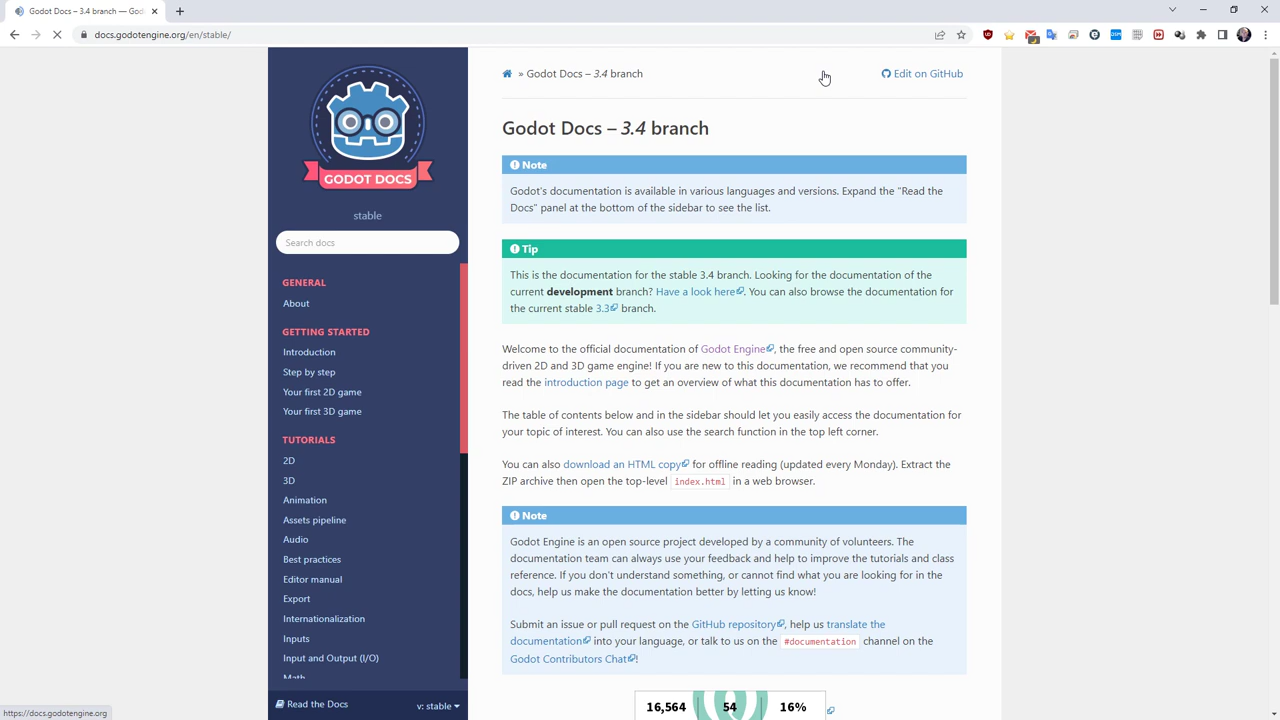 Godot Docs – 3.4 branch — Godo
docs.godotengine.org/en/stable/
GODOT DOCS
stable
Search docs
GENERAL
About
GETTING STARTED
Introduction
Step by step
Your first 2D game
Your first 3D game
TUTORIALS
2D
3D
Animation
Assets pipeline
Audio
Best practices
Editor manual
Export
Internationalization
Inputs
Input and Output (I/O)
Math
Read the Docs
v: stable
» Godot Docs – 3.4 branch
Edit on GitHub
Godot Docs – 3.4 branch
Note
Godot's documentation is available in various languages and versions. Expand the "Read the
Docs" panel at the bottom of the sidebar to see the list.
Tip
This is the documentation for the stable 3.4 branch. Looking for the documentation of the
current development branch? Have a look here. You can also browse the documentation for
the current stable 3.3 branch.
Welcome to the official documentation of Godot Engine, the free and open source community-
driven 2D and 3D game engine! If you are new to this documentation, we recommend that you
read the introduction page to get an overview of what this documentation has to offer.
The table of contents below and in the sidebar should let you easily access the documentation for
your topic of interest. You can also use the search function in the top left corner.
You can also download an HTML copy for offline reading (updated every Monday). Extract the
ZIP archive then open the top-level index.html in a web browser.
Note
Godot Engine is an open source project developed by a community of volunteers. The
documentation team can always use your feedback and help to improve the tutorials and class
reference. If you don't understand something, or cannot find what you are looking for in the
docs, help us make the documentation better by letting us know!
Submit an issue or pull request on the GitHub repository, help us translate the
documentation into your language, or talk to us on the #documentation channel on the
Godot Contributors Chat!
16,564 54 16%
https://docs.godotengine.org